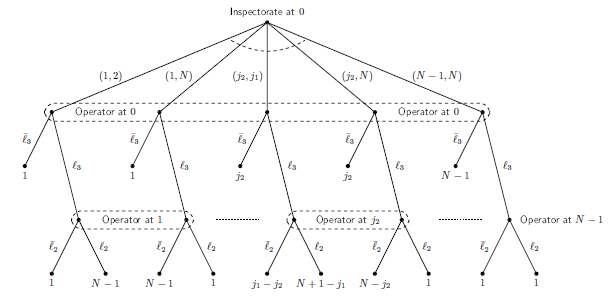 Inspectorate at 0
(1, 2) (1, N) (j₂, j₁) (j₂, N) (N − 1, N)
Operator at 0 Operator at 0
ℓ̄₃ ℓ₃ ℓ̄₃ ℓ₃ ℓ̄₃ ℓ₃ ℓ̄₃ ℓ₃ ℓ̄₃ ℓ₃
1 1 j₂ j₂ N − 1
Operator at 1 Operator at j₂ Operator at N − 1
ℓ̄₂ ℓ₂ ℓ̄₂ ℓ₂ ℓ̄₂ ℓ₂ ℓ̄₂ ℓ₂ ℓ̄₂ ℓ₂
1 N − 1 N − 1 1 j₁ − j₂ N + 1 − j₁ N − j₂ 1 1 1